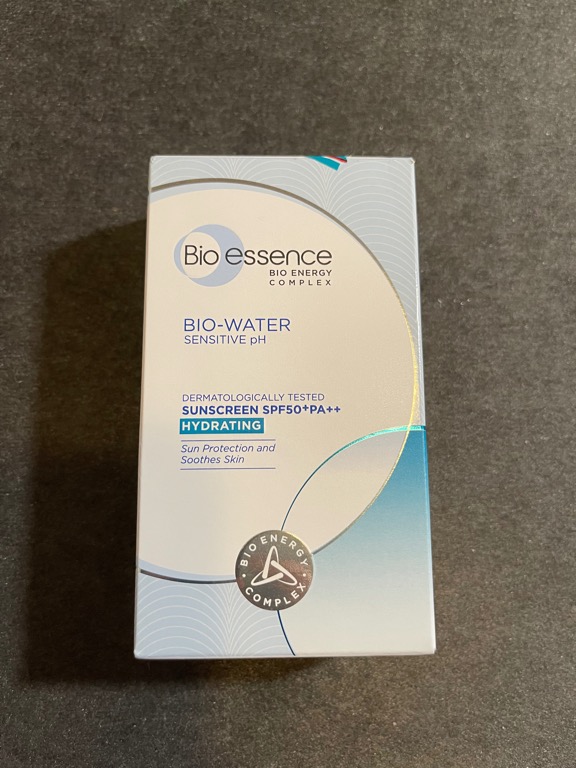 Bio essence
BIO ENERGY
COMPLEX
BIO-WATER
SENSITIVE pH
DERMATOLOGICALLY TESTED
SUNSCREEN SPF50+PA++
HYDRATING
Sun Protection and
Soothes Skin
BIO ENERGY
COMPLEX